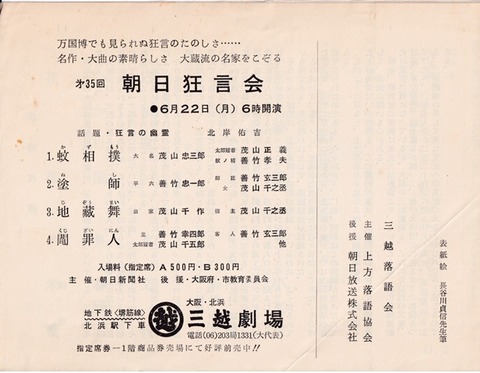 万国博でも見られぬ狂言のたのしさ……
名作・大曲の素晴らしさ 大蔵流の名家をこぞる
第35回 朝日狂言会
●6月22日(月)6時開演
話題・狂言の幽霊 北岸佑吉
1.蚊相撲 大名 茂山忠三郎 太郎冠者 茂山正義 蚊ノ精 善竹孝夫
2.塗師 平六 善竹忠一郎 師匠 善竹玄三郎 女 茂山千之丞
3.地蔵舞 出家 茂山千作 宿主 茂山千之丞
4.鬮罪人 主 善竹幸四郎 太郎冠者 茂山千五郎 客人 善竹玄三郎 他
入場料(指定席)A500円・B300円
主催・朝日新聞社 後援・大阪府・市教育委員会
地下鉄(堺筋線)
北浜駅下車
越
大阪・北浜
三越劇場
電話(06)203局1331(大代表)
指定席券―1階商品券売場にて好評前売中!!
表紙絵 長谷川貞信先生筆
三越落語会
主催 上方落語協会
後援 朝日放送株式会社